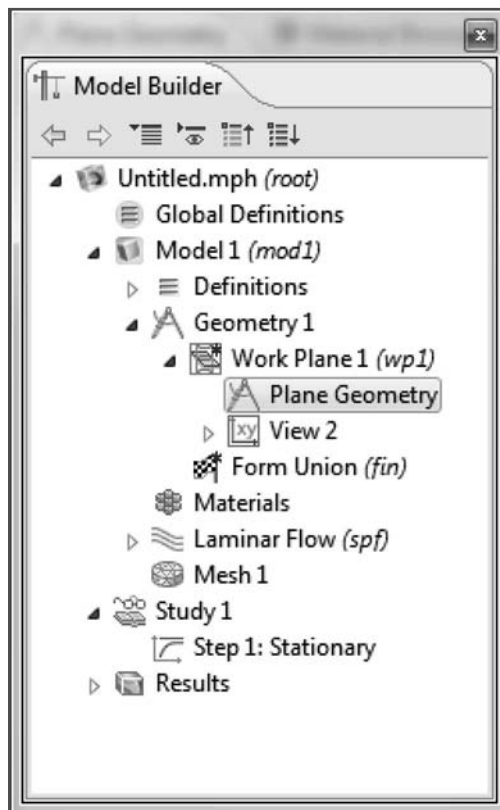 Model Builder
Untitled.mph (root)
Global Definitions
Model 1 (mod1)
Definitions
Geometry 1
Work Plane 1 (wp1)
Plane Geometry
xy View 2
Form Union (fin)
Materials
Laminar Flow (spf)
Mesh 1
Study 1
Step 1: Stationary
Results